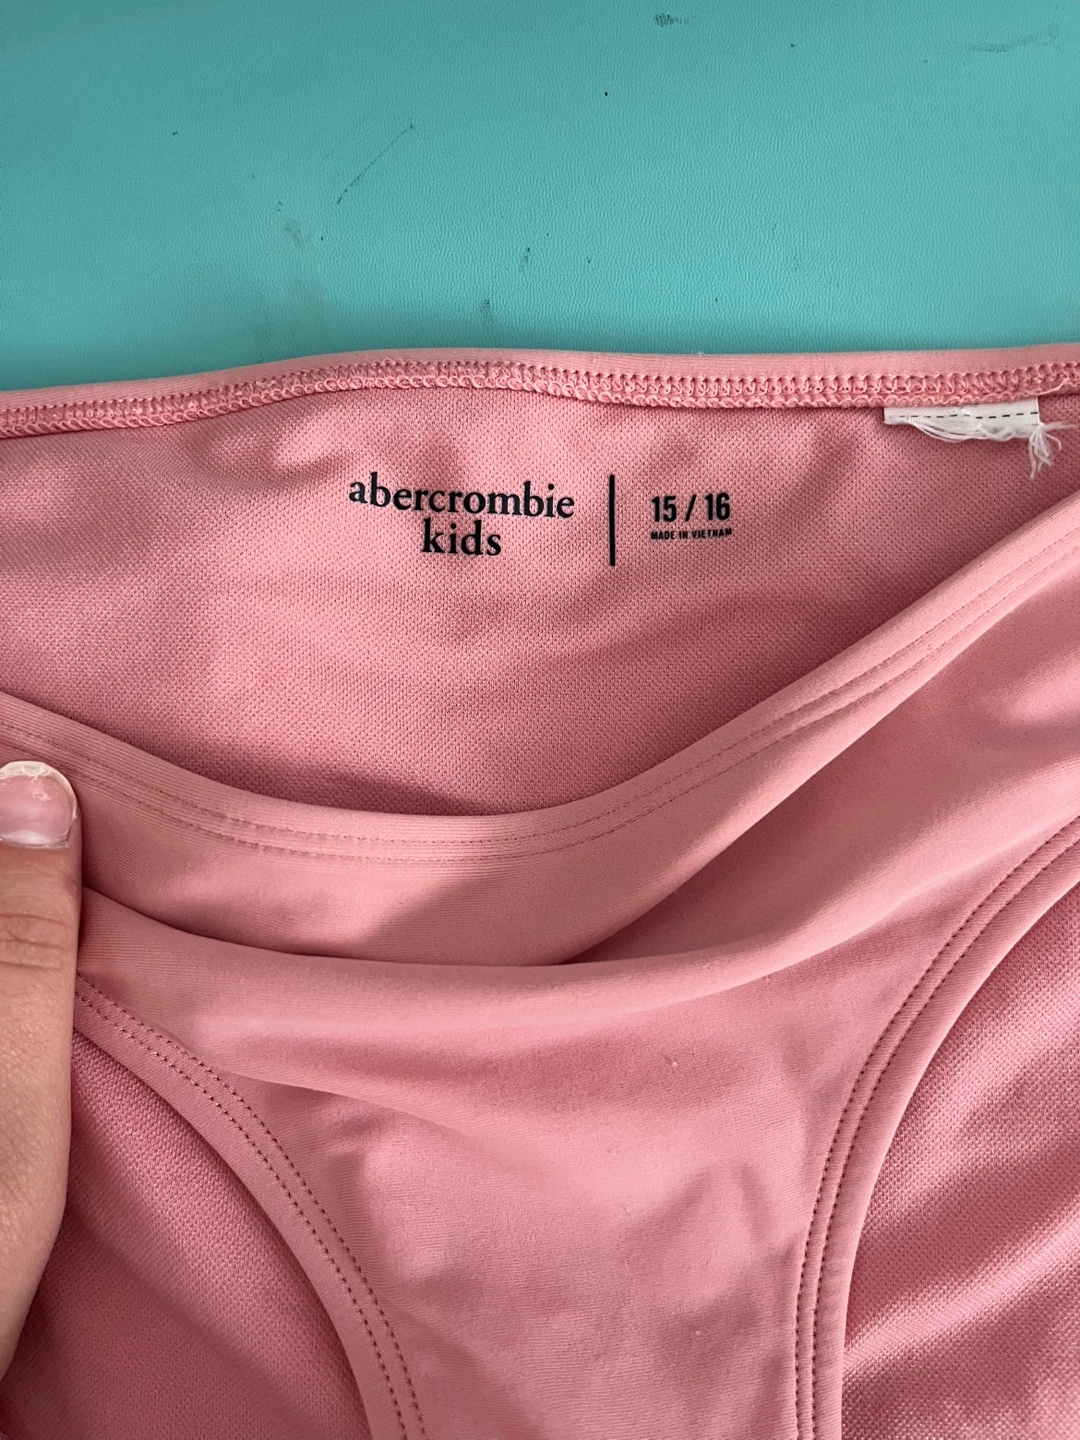 abercrombie
kids
15 / 16
MADE IN VIETNAM